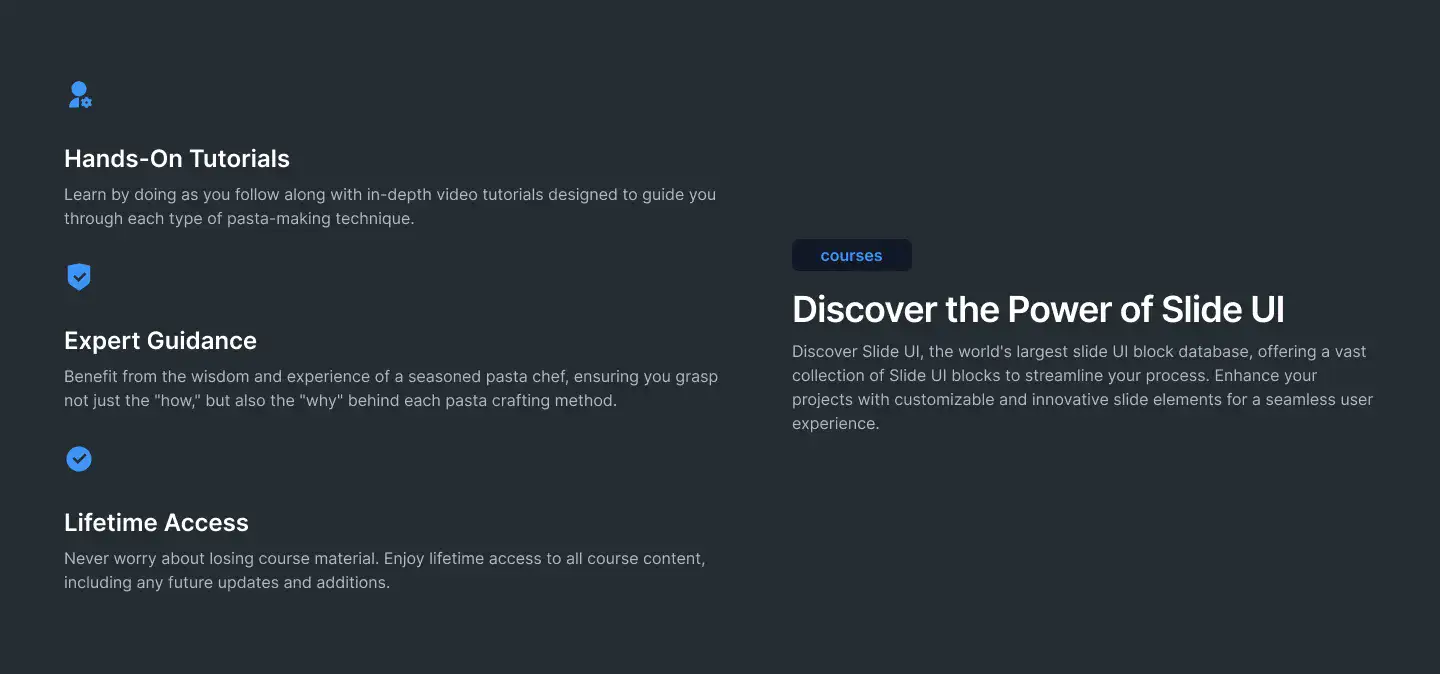 Hands-On Tutorials
Learn by doing as you follow along with in-depth video tutorials designed to guide you
through each type of pasta-making technique.
Expert Guidance
Benefit from the wisdom and experience of a seasoned pasta chef, ensuring you grasp
not just the "how," but also the "why" behind each pasta crafting method.
Lifetime Access
Never worry about losing course material. Enjoy lifetime access to all course content,
including any future updates and additions.
courses
Discover the Power of Slide UI
Discover Slide UI, the world's largest slide UI block database, offering a vast
collection of Slide UI blocks to streamline your process. Enhance your
projects with customizable and innovative slide elements for a seamless user
experience.